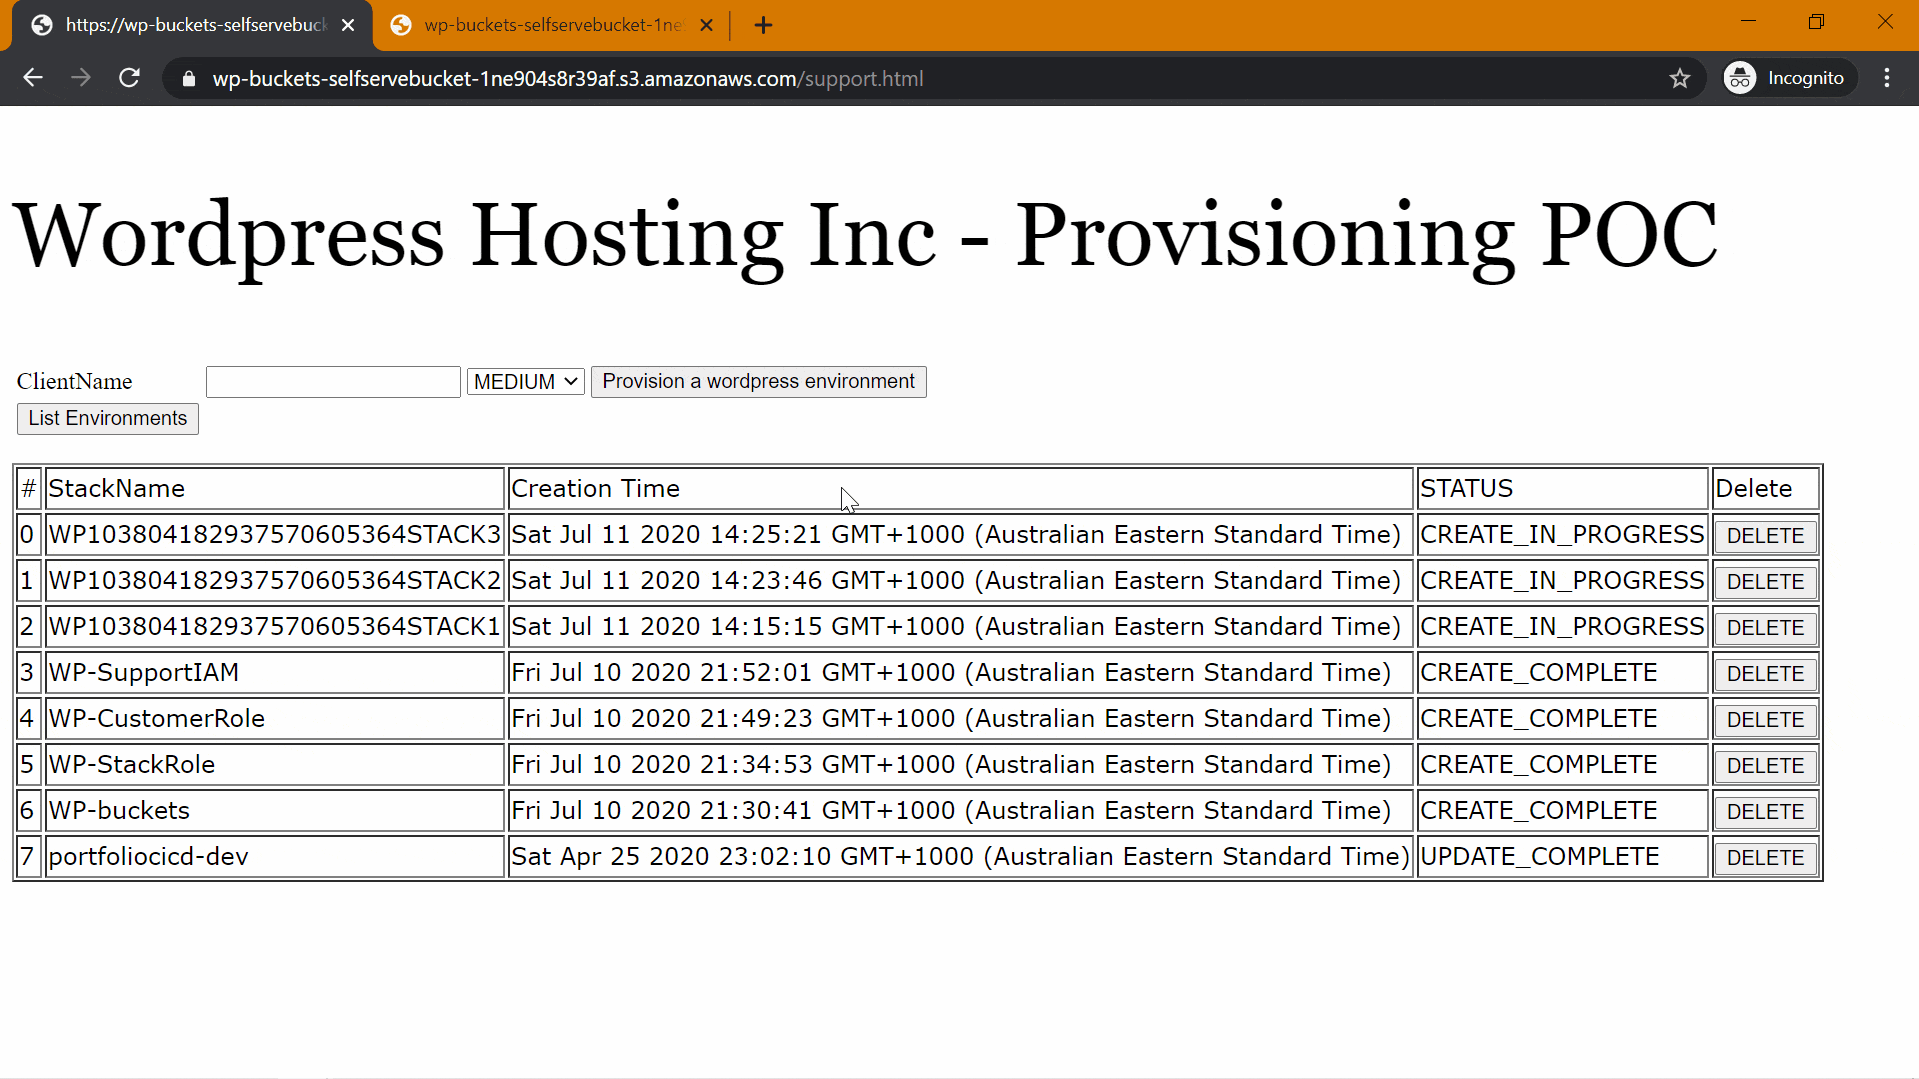 https://wp-buckets-selfservebuck
wp-buckets-selfservebucket-1ne
wp-buckets-selfservebucket-1ne904s8r39af.s3.amazonaws.com/support.html
Incognito
Wordpress Hosting Inc - Provisioning POC
ClientName MEDIUM Provision a wordpress environment
List Environments
# StackName Creation Time STATUS Delete
0 WP103804182937570605364STACK3 Sat Jul 11 2020 14:25:21 GMT+1000 (Australian Eastern Standard Time) CREATE_IN_PROGRESS DELETE
1 WP103804182937570605364STACK2 Sat Jul 11 2020 14:23:46 GMT+1000 (Australian Eastern Standard Time) CREATE_IN_PROGRESS DELETE
2 WP103804182937570605364STACK1 Sat Jul 11 2020 14:15:15 GMT+1000 (Australian Eastern Standard Time) CREATE_IN_PROGRESS DELETE
3 WP-SupportIAM Fri Jul 10 2020 21:52:01 GMT+1000 (Australian Eastern Standard Time) CREATE_COMPLETE DELETE
4 WP-CustomerRole Fri Jul 10 2020 21:49:23 GMT+1000 (Australian Eastern Standard Time) CREATE_COMPLETE DELETE
5 WP-StackRole Fri Jul 10 2020 21:34:53 GMT+1000 (Australian Eastern Standard Time) CREATE_COMPLETE DELETE
6 WP-buckets Fri Jul 10 2020 21:30:41 GMT+1000 (Australian Eastern Standard Time) CREATE_COMPLETE DELETE
7 portfoliocicd-dev Sat Apr 25 2020 23:02:10 GMT+1000 (Australian Eastern Standard Time) UPDATE_COMPLETE DELETE